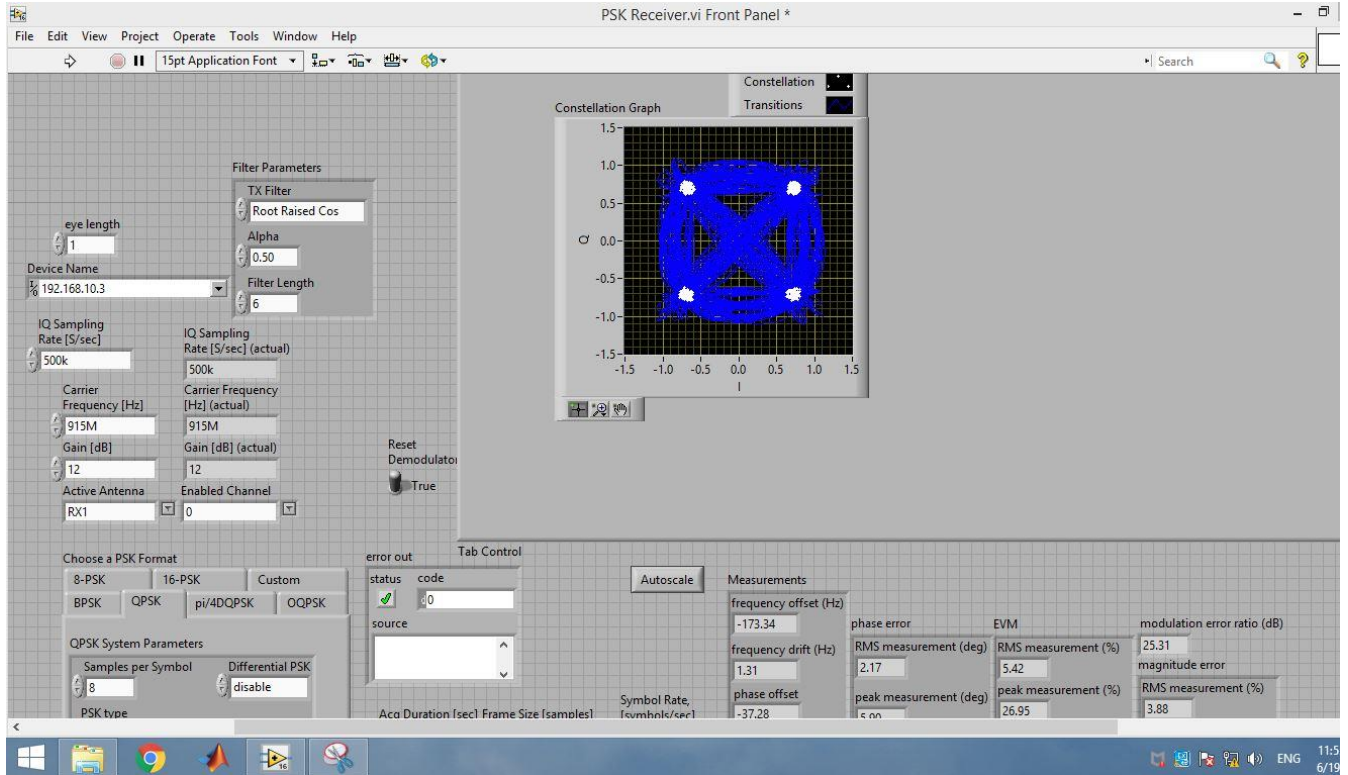 PSK Receiver.vi Front Panel *
File Edit View Project Operate Tools Window Help
15pt Application Font
Search
Constellation
Transitions
Constellation Graph
1.5
1.0
0.5
0.0
-0.5
-1.0
-1.5
Q
-1.5 -1.0 -0.5 0.0 0.5 1.0 1.5
I
Filter Parameters
TX Filter
Root Raised Cos
Alpha
0.50
Filter Length
6
eye length
1
Device Name
192.168.10.3
IQ Sampling
Rate [S/sec]
500k
IQ Sampling
Rate [S/sec] (actual)
500k
Carrier
Frequency [Hz]
915M
Carrier Frequency
[Hz] (actual)
915M
Gain [dB]
12
Gain [dB] (actual)
12
Active Antenna
RX1
Enabled Channel
0
Reset
Demodulator
True
Choose a PSK Format
8-PSK 16-PSK Custom
BPSK QPSK pi/4DQPSK OQPSK
QPSK System Parameters
Samples per Symbol
8
Differential PSK
disable
PSK type
error out
status code
0
source
Tab Control
Autoscale
Acq Duration [sec] Frame Size [samples]
Symbol Rate,
[symbols/sec]
Measurements
frequency offset (Hz)
-173.34
frequency drift (Hz)
1.31
phase offset
-37.28
phase error
RMS measurement (deg)
2.17
peak measurement (deg)
5.90
EVM
RMS measurement (%)
5.42
peak measurement (%)
26.95
modulation error ratio (dB)
25.31
magnitude error
RMS measurement (%)
3.88
16
ENG
11:5
6/19